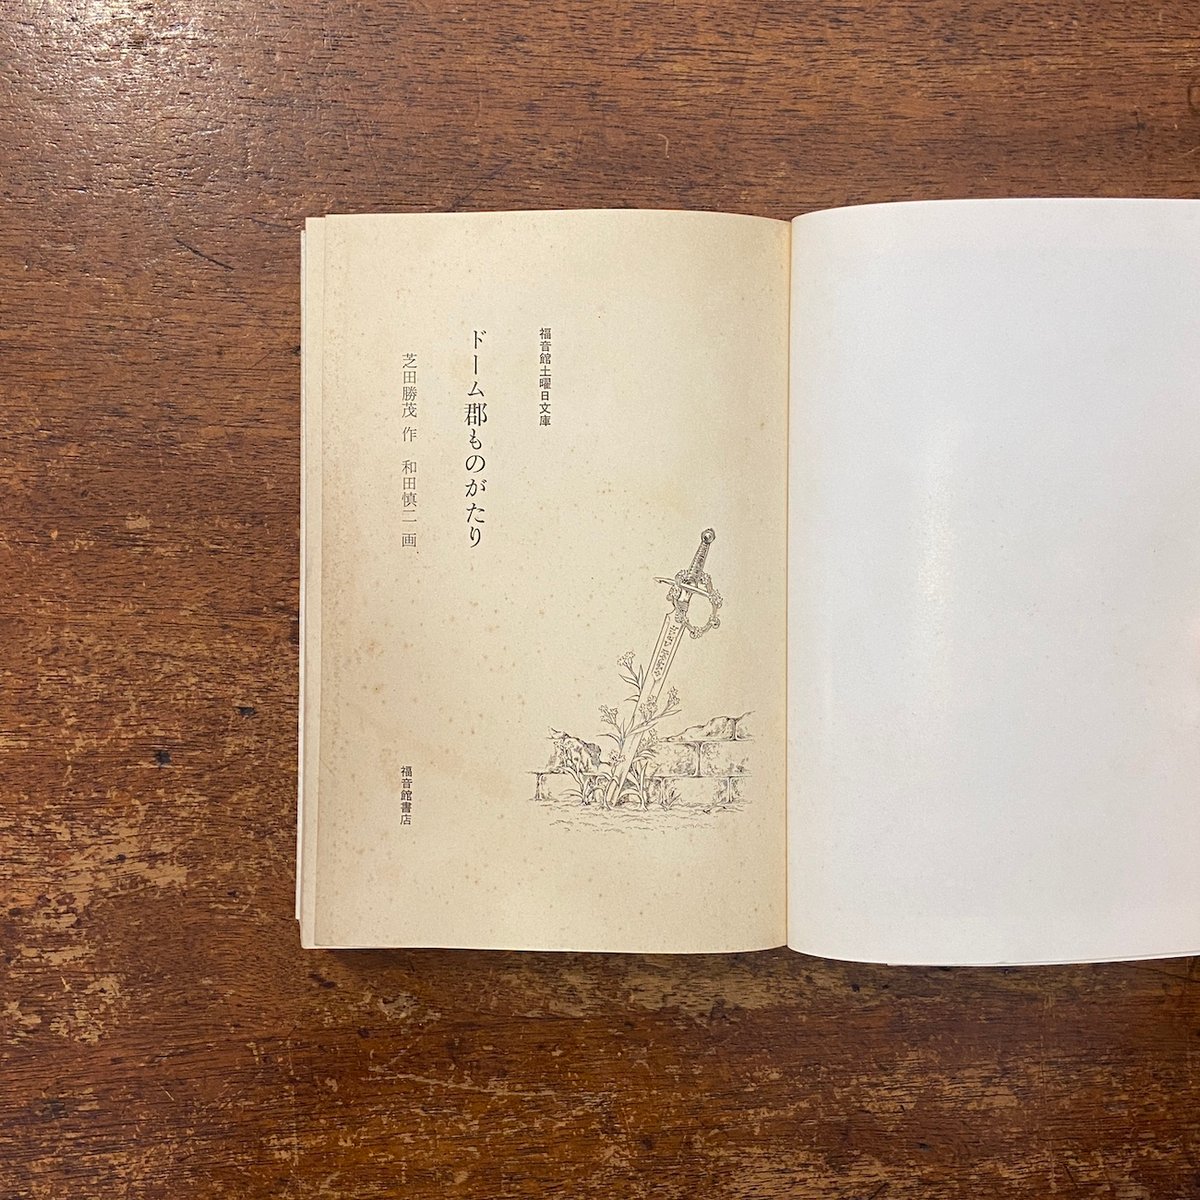 福音館土曜日文庫
ドーム郡ものがたり
芝田勝茂 作　和田慎二 画
福音館書店